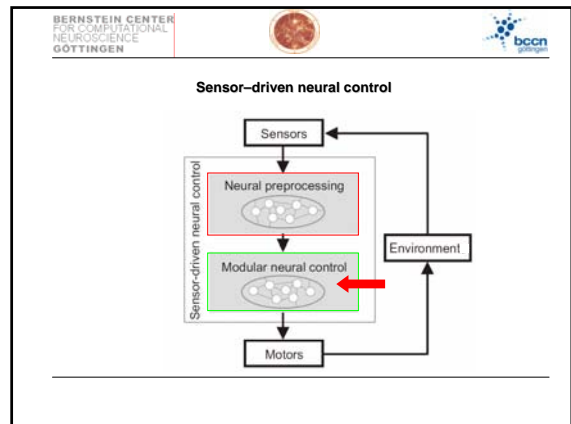 BERNSTEIN CENTER
FOR COMPUTATIONAL
NEUROSCIENCE
GÖTTINGEN
bccn
göttingen
Sensor–driven neural control
Sensors
Sensor-driven neural control
Neural preprocessing
Environment
Modular neural control
Motors